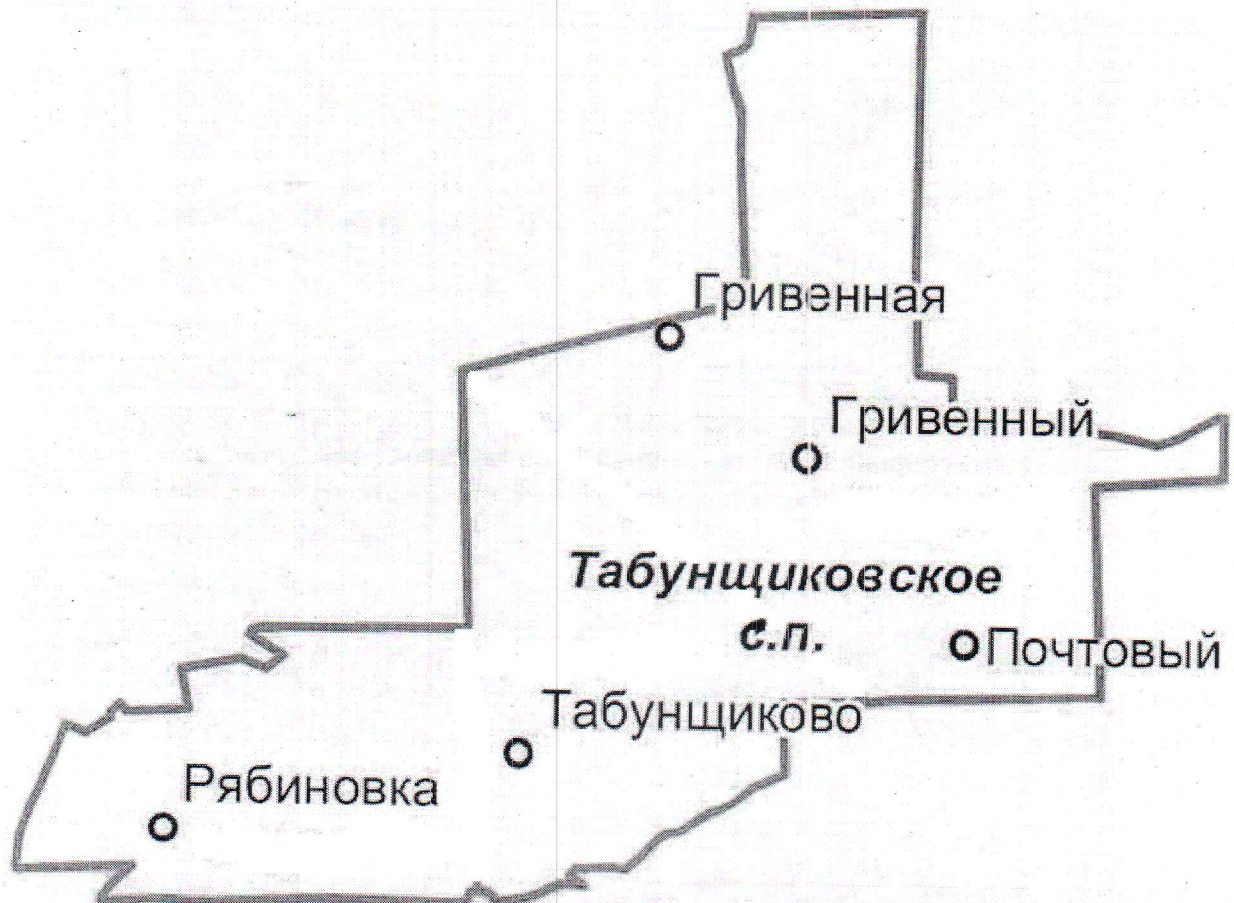 Гривенная
Гривенный
Табунщиковское
с.п.
Почтовый
Табунщиково
Рябиновка